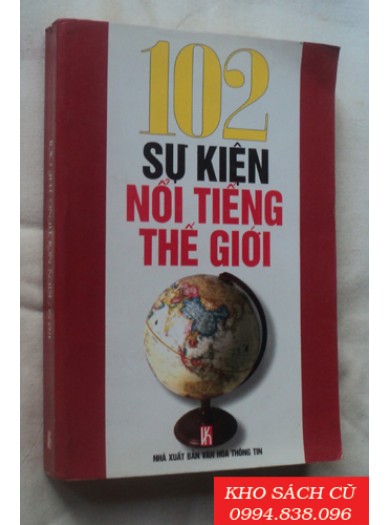 102
SỰ KIỆN
NỔI TIẾNG
THẾ GIỚI
NHÀ XUẤT BẢN VĂN HÓA THÔNG TIN
KHO SÁCH CŨ
0994.838.096